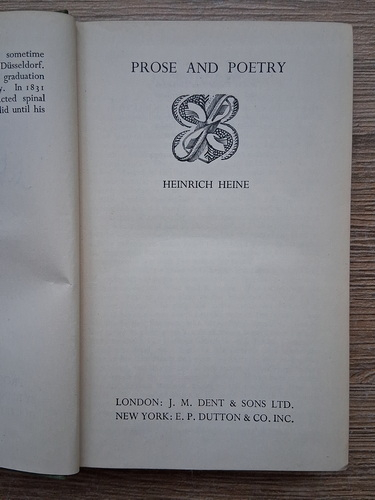 sometime
Düsseldorf,
graduation
y. In 1831
cted spinal
did until his
PROSE AND POETRY
HEINRICH HEINE
LONDON: J. M. DENT & SONS LTD.
NEW YORK: E. P. DUTTON & CO. INC.